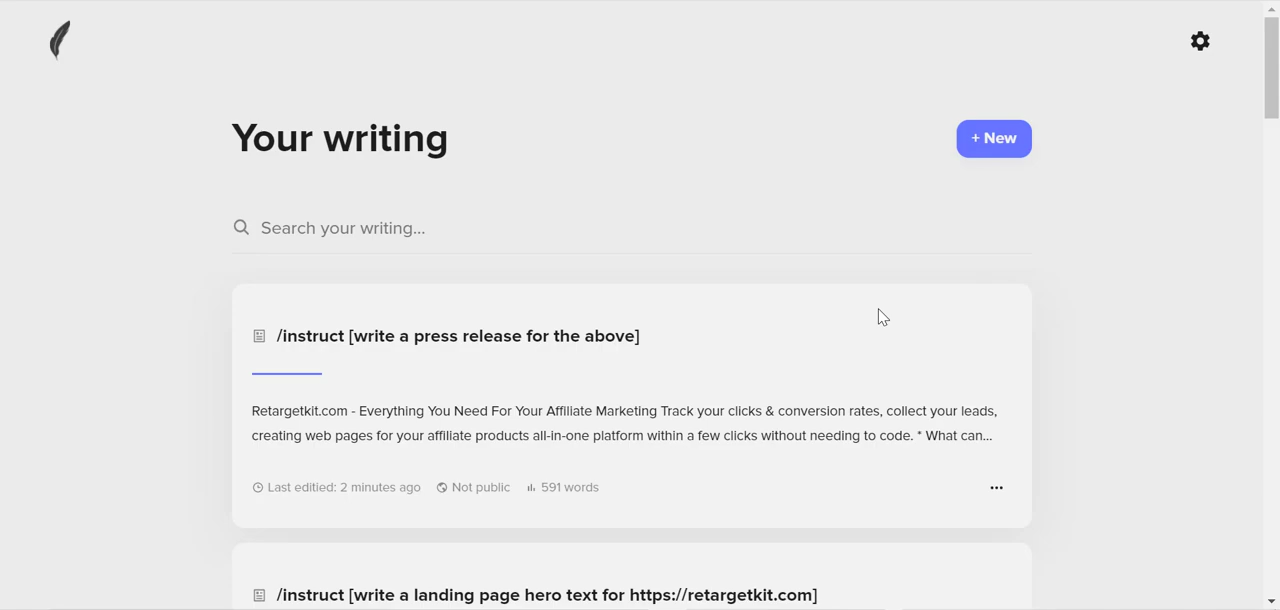 Your writing
+ New
Search your writing...
/instruct [write a press release for the above]
Retargetkit.com - Everything You Need For Your Affiliate Marketing Track your clicks & conversion rates, collect your leads,
creating web pages for your affiliate products all-in-one platform within a few clicks without needing to code. * What can...
Last editied: 2 minutes ago Not public 591 words
/instruct [write a landing page hero text for https://retargetkit.com]